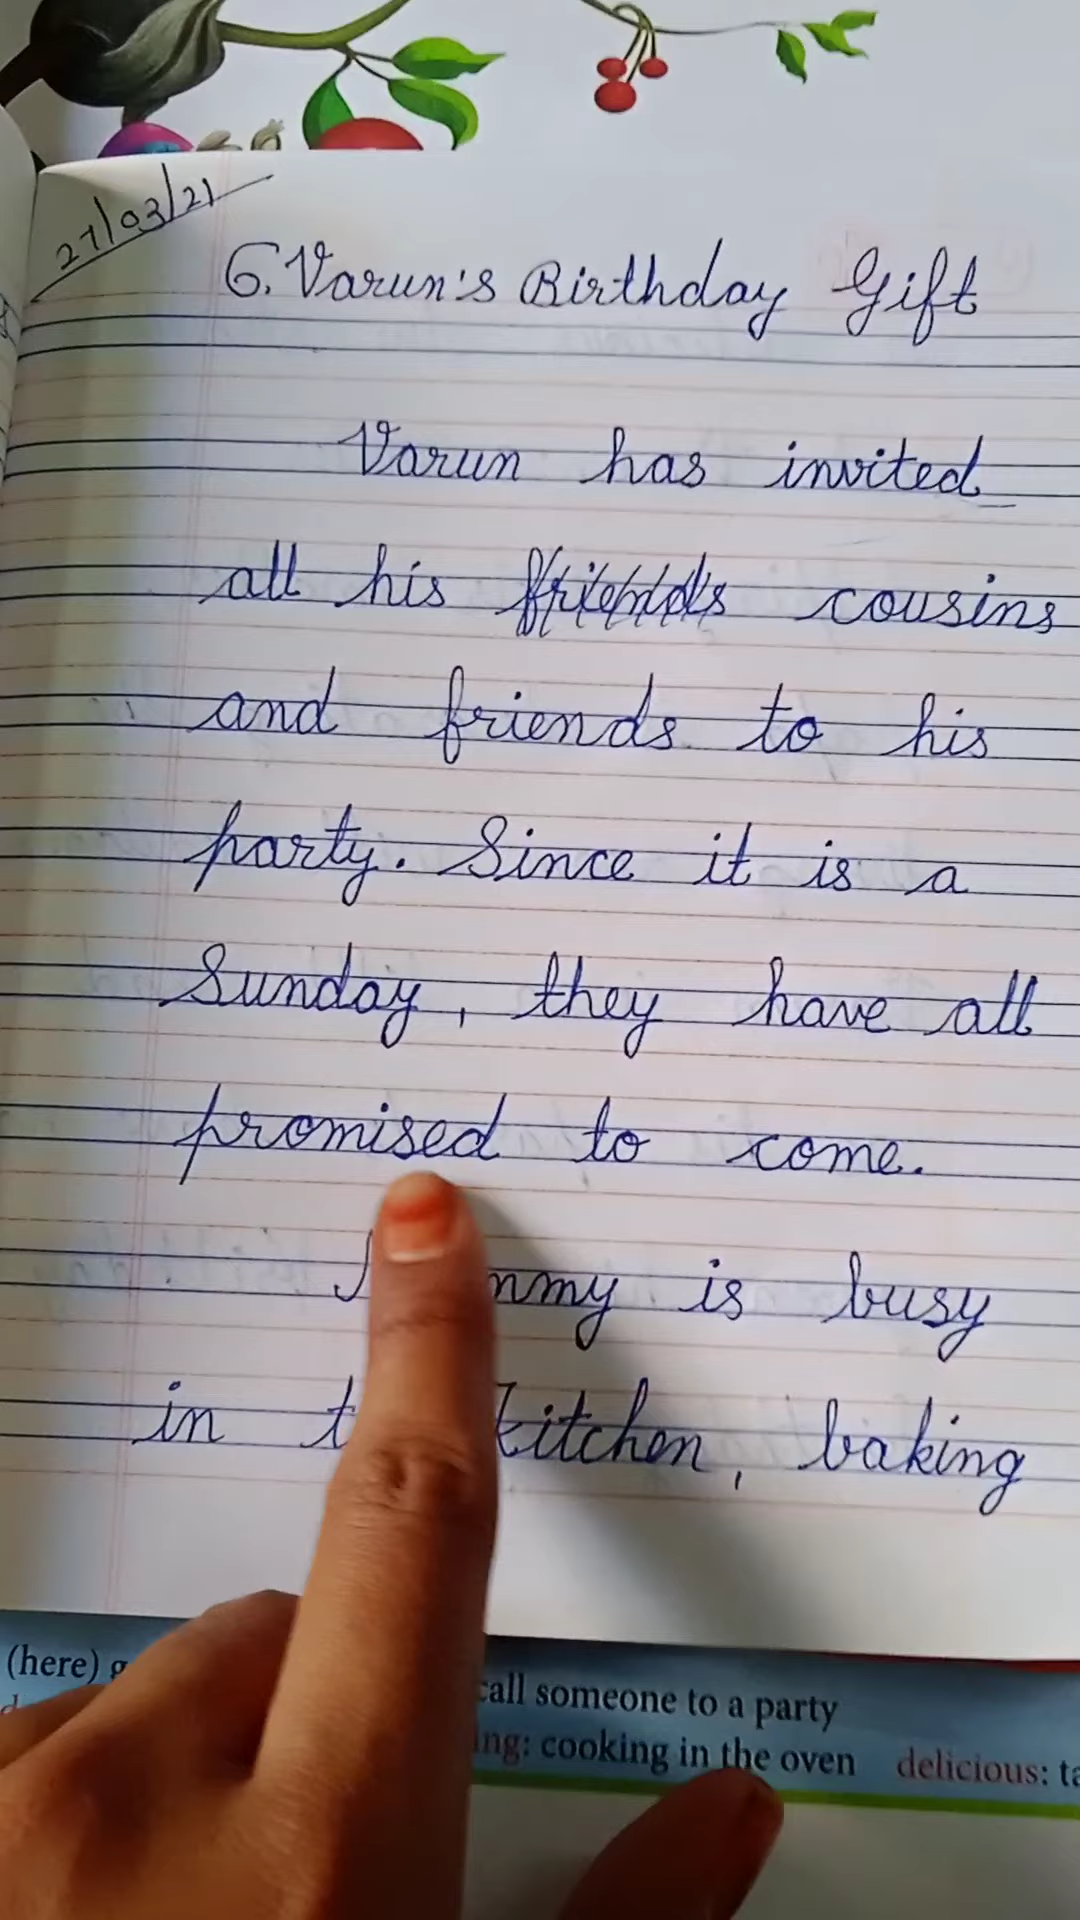 27/03/21
6. Varun's Birthday Gift
Varun has invited
all his friends cousins
and friends to his
party. Since it is a
Sunday, they have all
promised to come.
is busy
in kitchen, baking
(here)
call someone to a party
cooking in the oven delicious: